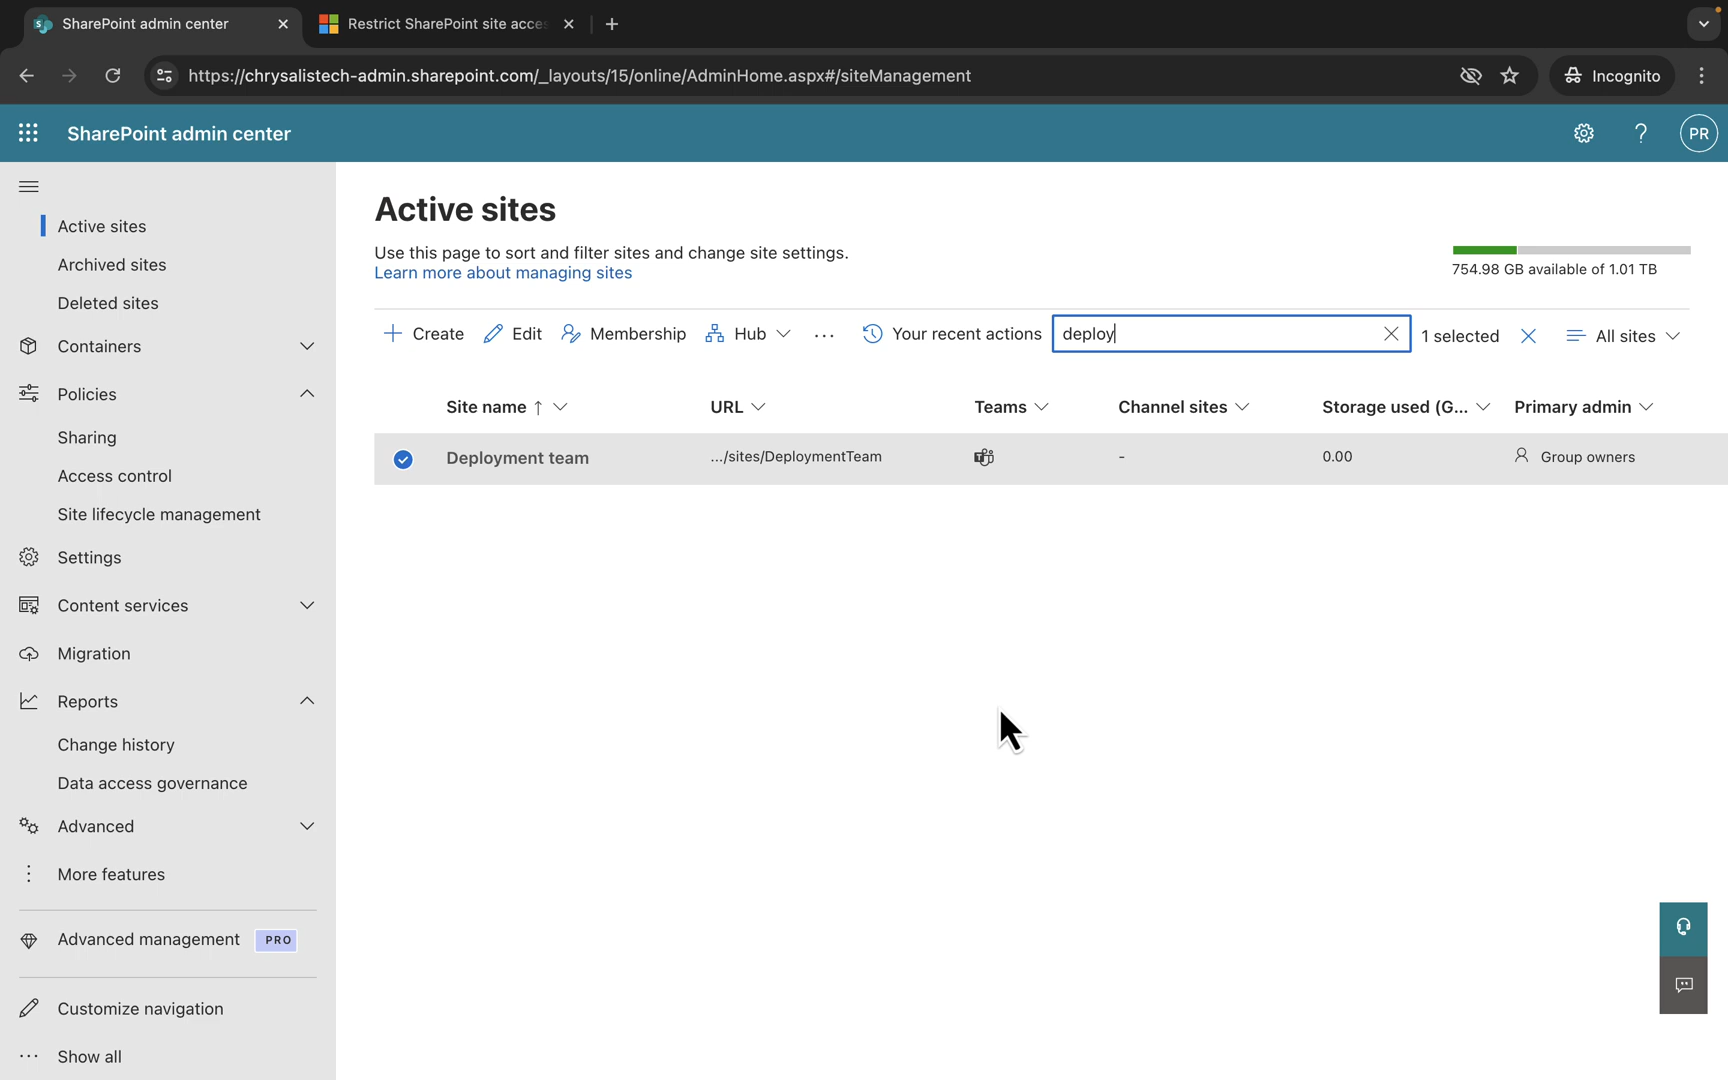 SharePoint admin center
Restrict SharePoint site acces
https://chrysalistech-admin.sharepoint.com/_layouts/15/online/AdminHome.aspx#/siteManagement
Incognito
SharePoint admin center
PR
Active sites
Archived sites
Deleted sites
Containers
Policies
Sharing
Access control
Site lifecycle management
Settings
Content services
Migration
Reports
Change history
Data access governance
Advanced
More features
Advanced management PRO
Customize navigation
Show all
Active sites
Use this page to sort and filter sites and change site settings.
Learn more about managing sites
754.98 GB available of 1.01 TB
Create Edit Membership Hub ... Your recent actions deploy 1 selected All sites
Site name ↑ URL Teams Channel sites Storage used (G... Primary admin
Deployment team .../sites/DeploymentTeam - 0.00 Group owners